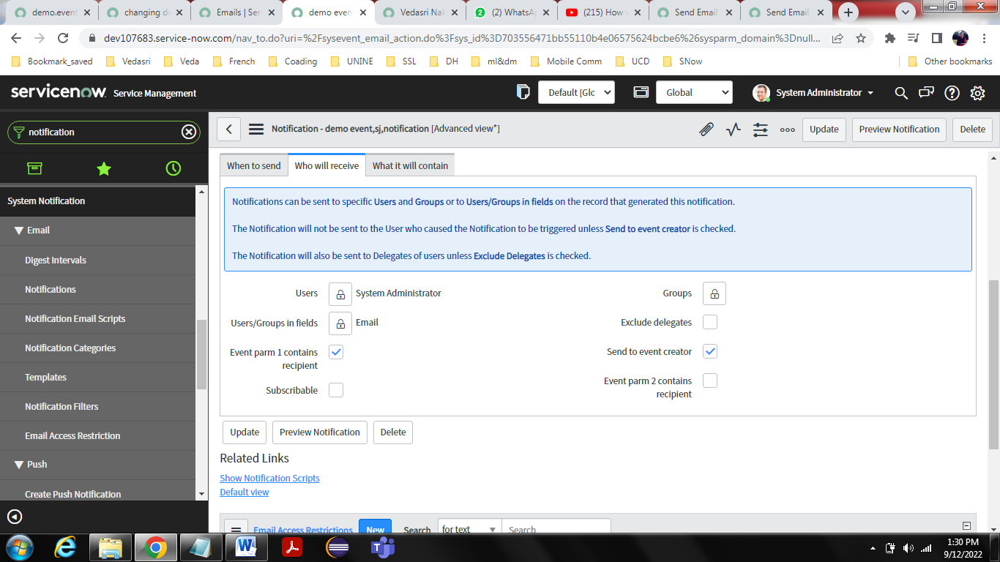 demo.event
changing d
Emails | Ser
demo even
Vedasri Nak
(2) WhatsA
(215) How
Send Email
Send Email
dev107683.service-now.com/nav_to.do?uri=%2Fsysevent_email_action.do%3Fsys_id%3D703556471bb55110b4e06575624bcbe6%26sysparm_domain%3Dnull...
Bookmark_saved
Vedasri
Veda
French
Coading
UNINE
SSL
DH
ml&dm
Mobile Comm
UCD
SNow
Other bookmarks
servicenow Service Management
Default [Glo
Global
System Administrator
notification
Notification - demo event,sj,notification [Advanced view*]
Update
Preview Notification
Delete
System Notification
Email
Digest Intervals
Notifications
Notification Email Scripts
Notification Categories
Templates
Notification Filters
Email Access Restriction
Push
Create Push Notification
When to send
Who will receive
What it will contain
Notifications can be sent to specific Users and Groups or to Users/Groups in fields on the record that generated this notification.
The Notification will not be sent to the User who caused the Notification to be triggered unless Send to event creator is checked.
The Notification will also be sent to Delegates of users unless Exclude Delegates is checked.
Users
System Administrator
Groups
Users/Groups in fields
Email
Exclude delegates
Event parm 1 contains
recipient
Send to event creator
Subscribable
Event parm 2 contains
recipient
Update
Preview Notification
Delete
Related Links
Show Notification Scripts
Default view
Email Access Restrictions
New
Search
for text
Search
1:30 PM
9/12/2022